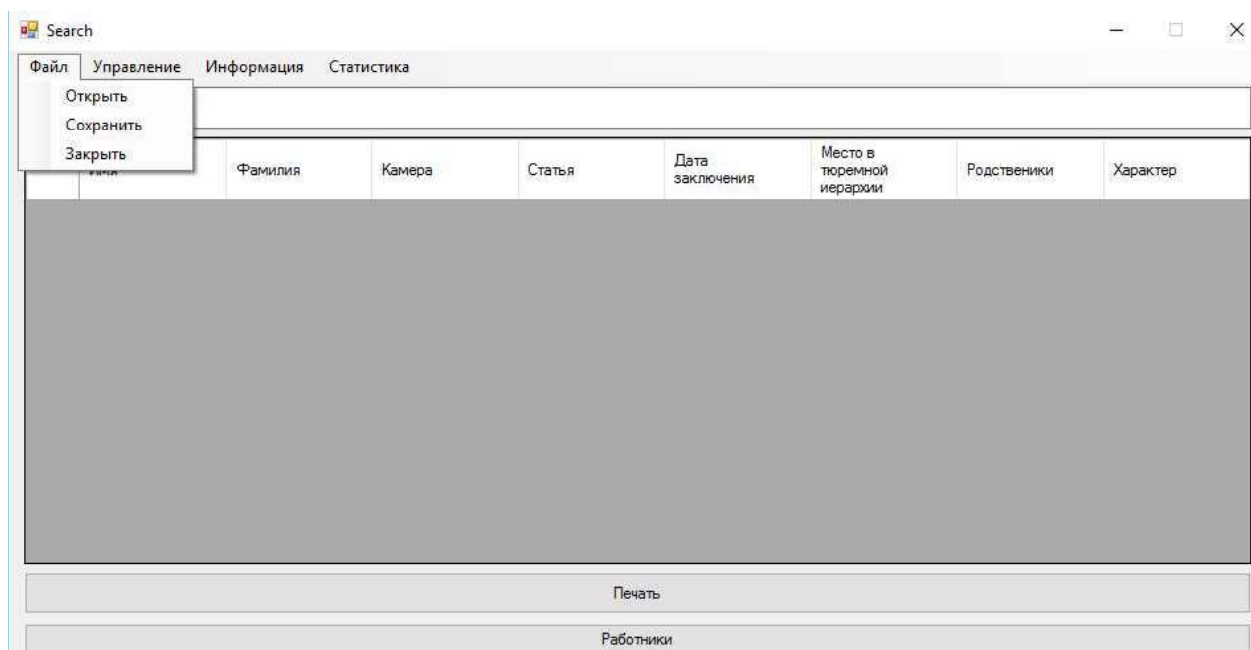 Search
Файл Управление Информация Статистика
Открыть
Сохранить
Закрыть
Имя Фамилия Камера Статья Дата заключения Место в тюремной иерархии Родственики Характер
Печать
Работники